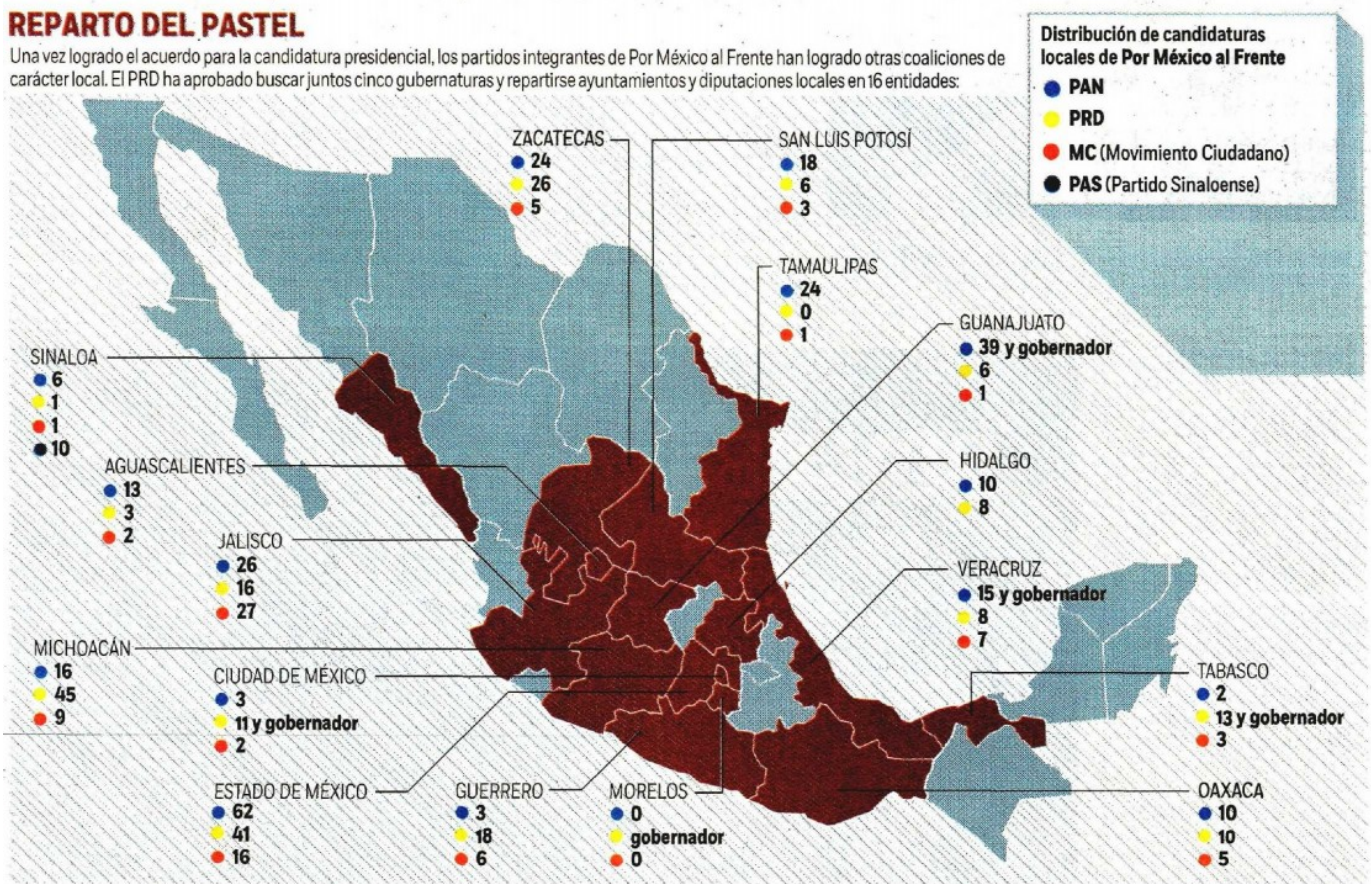 REPARTO DEL PASTEL
Una vez logrado el acuerdo para la candidatura presidencial, los partidos integrantes de Por México al Frente han logrado otras coaliciones de
carácter local. El PRD ha aprobado buscar juntos cinco gubernaturas y repartirse ayuntamientos y diputaciones locales en 16 entidades:
Distribución de candidaturas
locales de Por México al Frente
PAN
PRD
MC (Movimiento Ciudadano)
PAS (Partido Sinaloense)
ZACATECAS
24
26
5
SAN LUIS POTOSÍ
18
6
3
TAMAULIPAS
24
0
1
GUANAJUATO
39 y gobernador
6
1
SINALOA
6
1
1
10
AGUASCALIENTES
13
3
2
HIDALGO
10
8
JALISCO
26
16
27
VERACRUZ
15 y gobernador
8
7
MICHOACÁN
16
45
9
CIUDAD DE MÉXICO
3
11 y gobernador
2
TABASCO
2
13 y gobernador
3
ESTADO DE MÉXICO
62
41
16
GUERRERO
3
18
6
MORELOS
0
gobernador
0
OAXACA
10
10
5